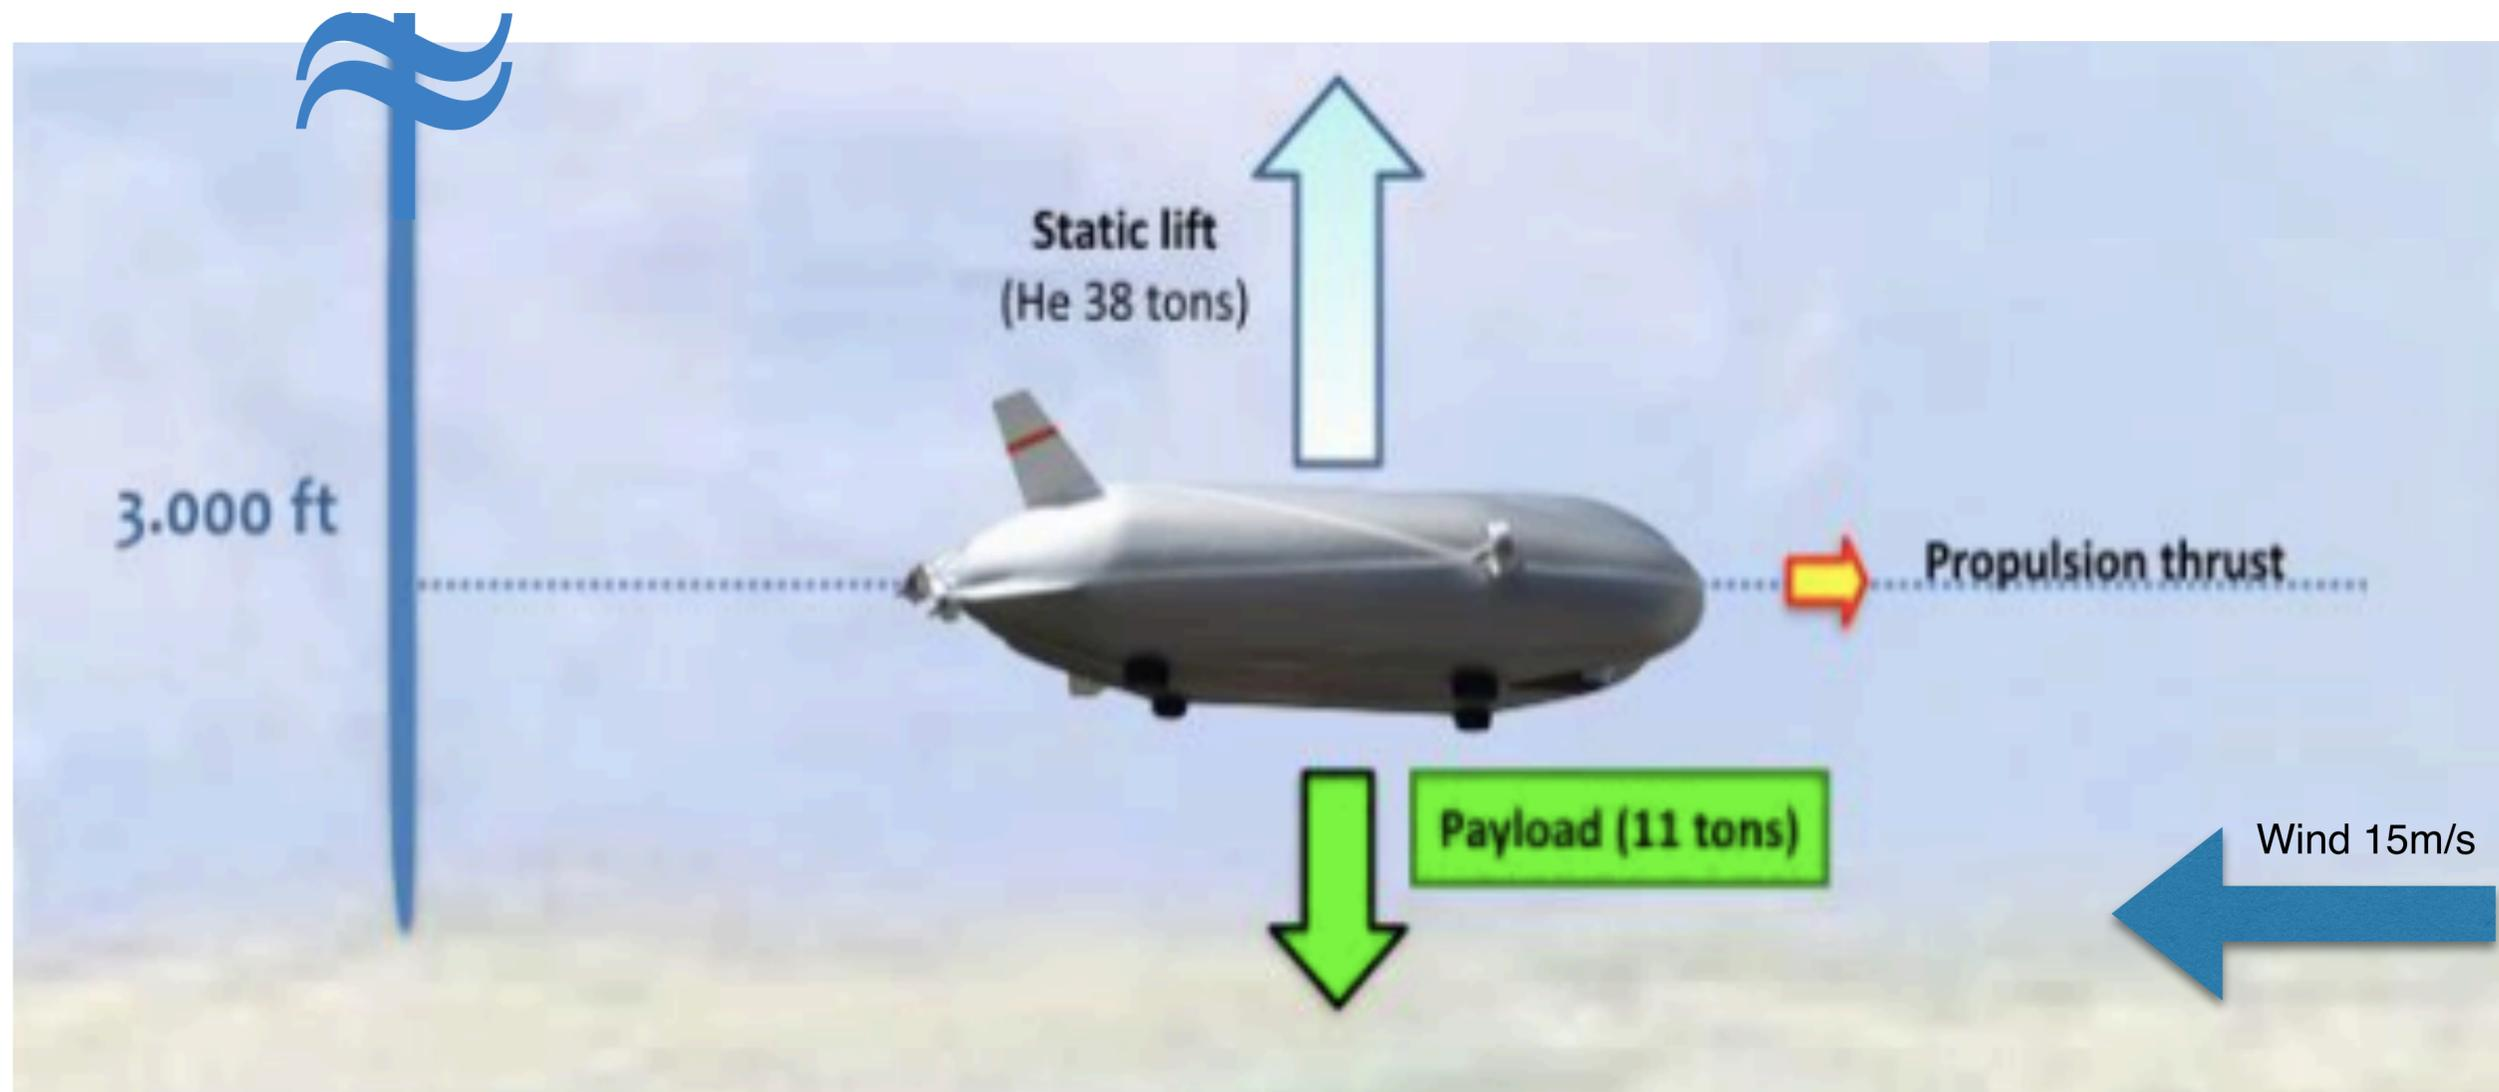 Static lift
(He 38 tons)
3.000 ft
Propulsion thrust
Payload (11 tons)
Wind 15m/s